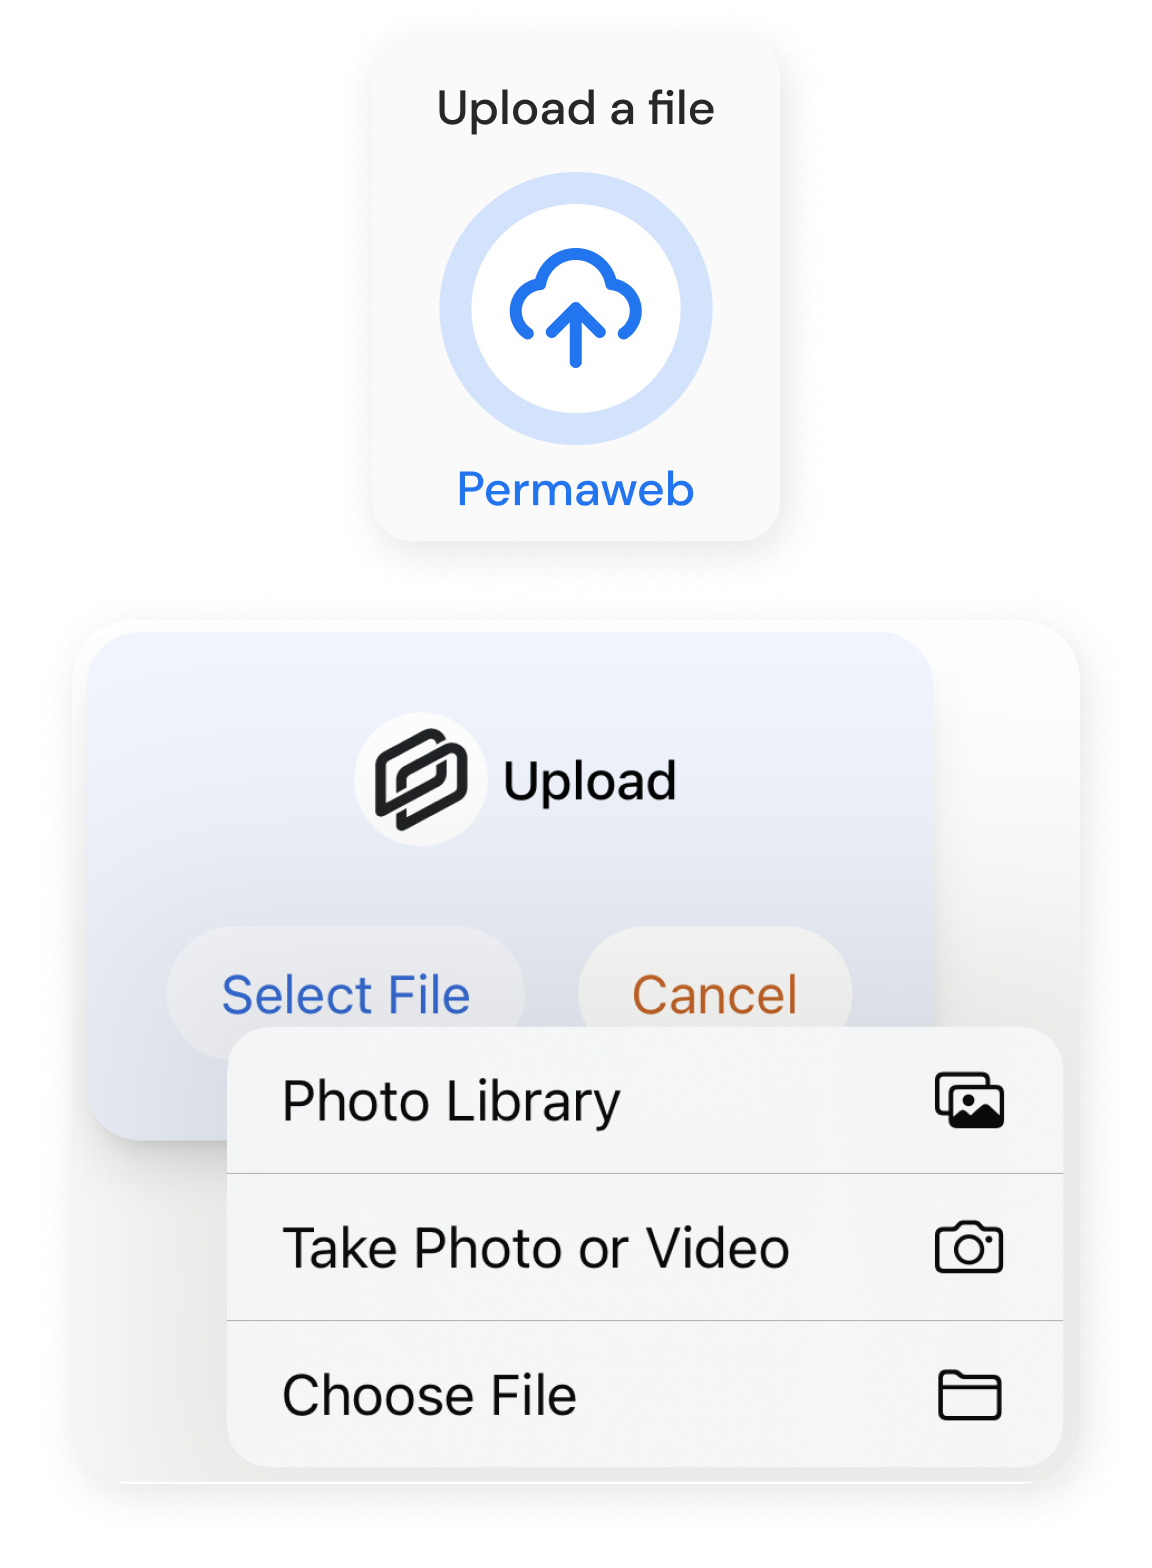 Upload a file
Permaweb
Upload
Select File
Cancel
Photo Library
Take Photo or Video
Choose File